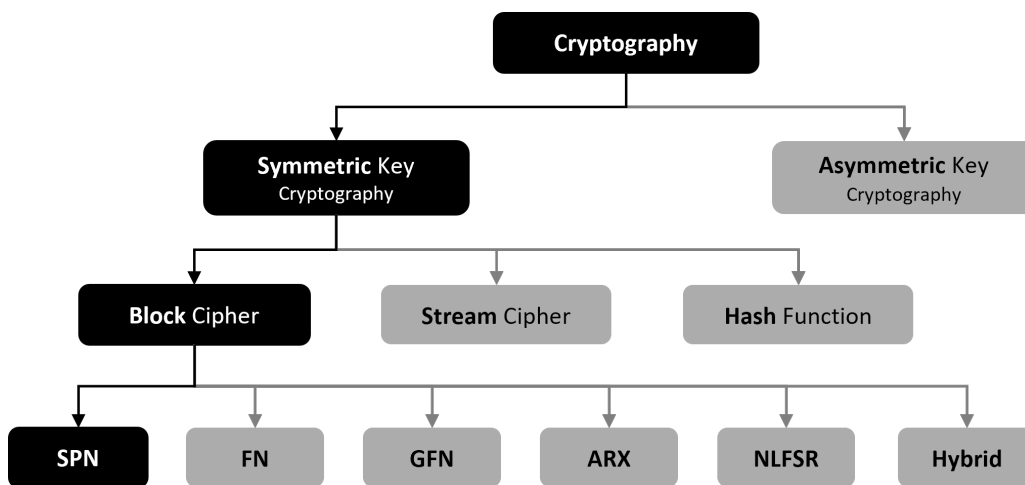 Cryptography
Symmetric Key
Cryptography
Asymmetric Key
Cryptography
Block Cipher
Stream Cipher
Hash Function
SPN
FN
GFN
ARX
NLFSR
Hybrid